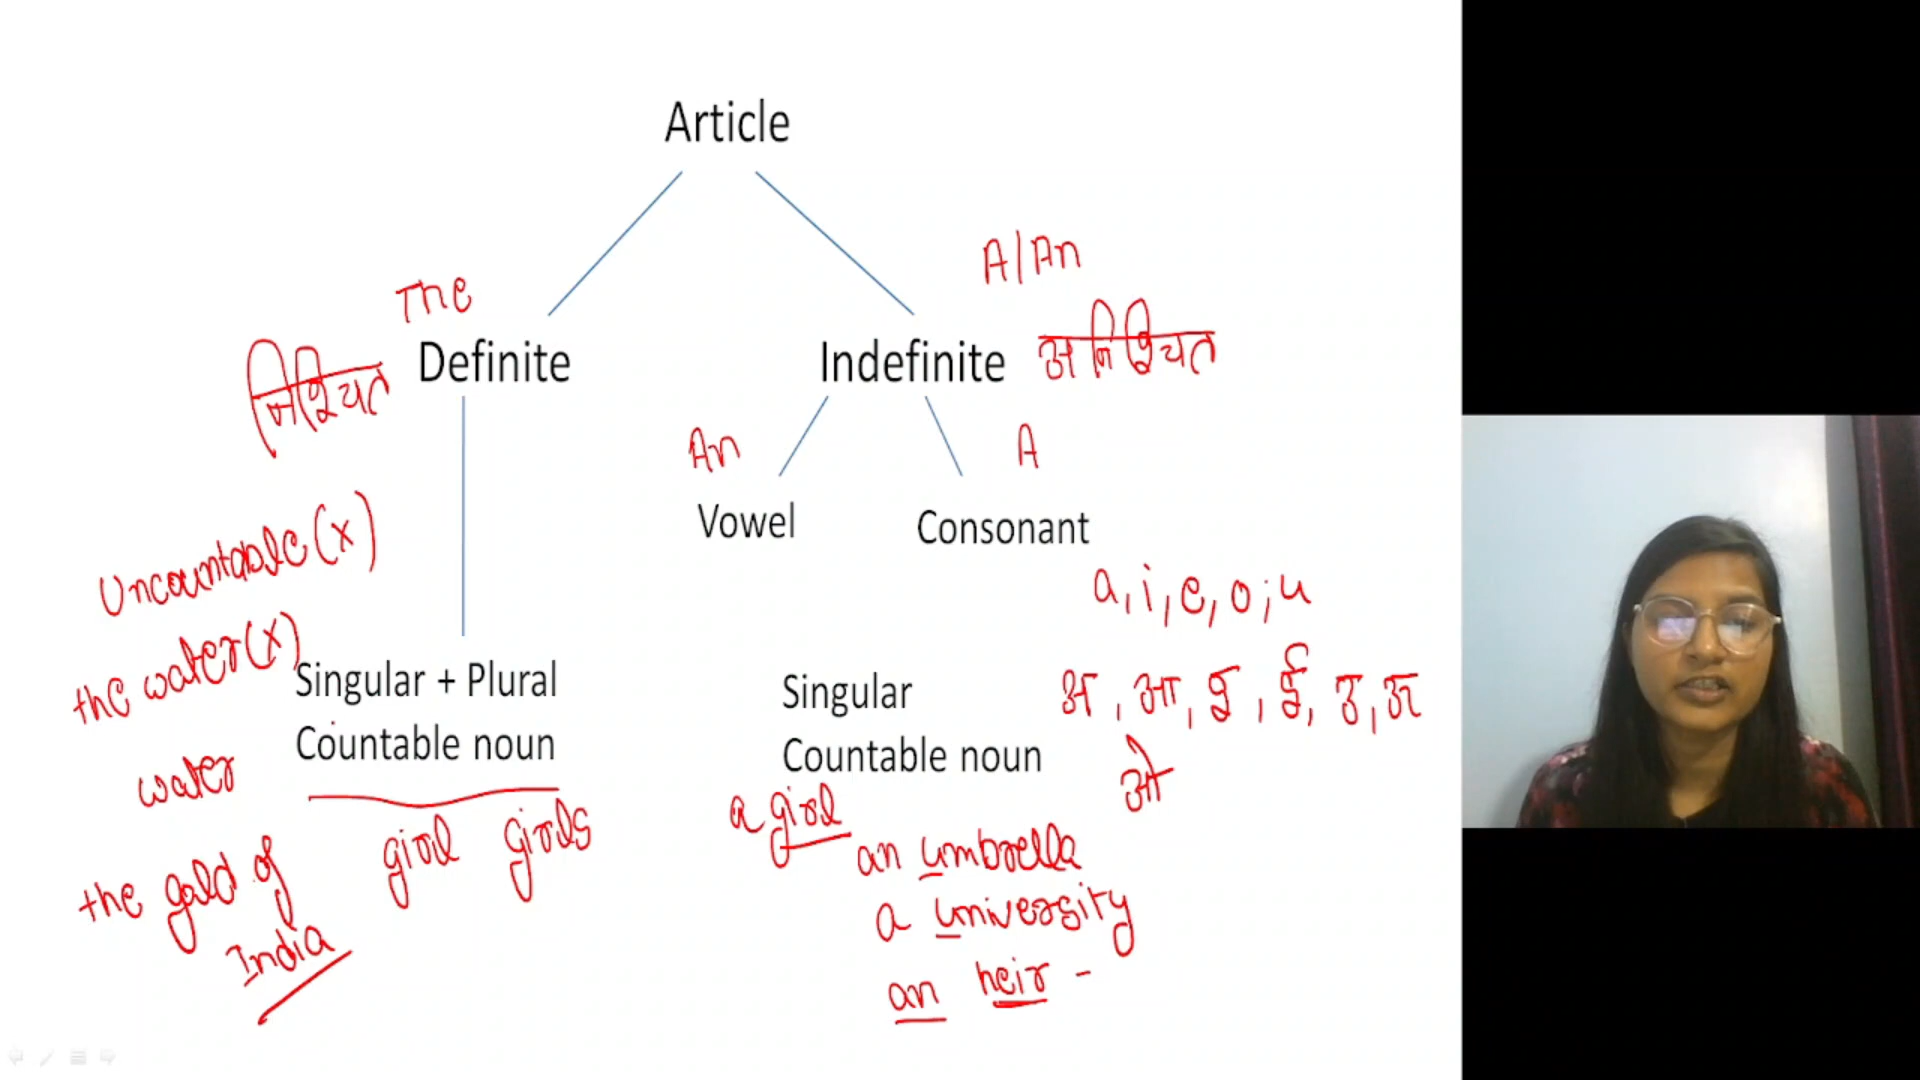 Article
A/An
The
Definite
निश्चित
Indefinite
अनिश्चित
An
A
Vowel
Consonant
Uncountable (x)
a, i, e, o, u
the water (x)
Singular + Plural
Countable noun
Singular
Countable noun
अ, आ, इ, ई, उ, ऊ
ओ
water
girl girls
a girl
an umbrella
the gold of
India
a university
an heir -